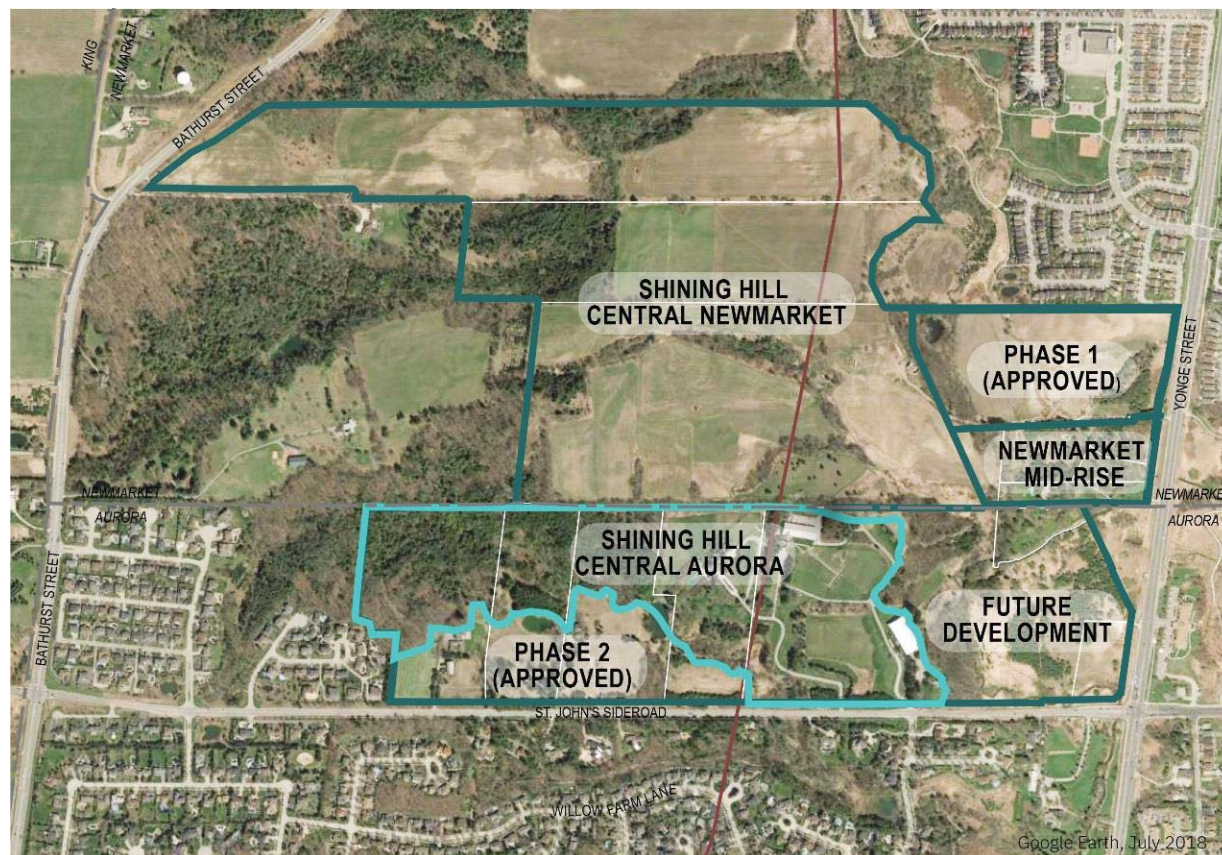 KING
NEWMARKET
BATHURST STREET
SHINING HILL
CENTRAL NEWMARKET
PHASE 1
(APPROVED)
YONGE STREET
NEWMARKET
MID-RISE
NEWMARKET
AURORA
NEWMARKE
AURORA
SHINING HILL
CENTRAL AURORA
BATHURST STREET
FUTURE
DEVELOPMENT
PHASE 2
(APPROVED)
ST. JOHN'S SIDEROAD
WILLOW FARM LANE
Google Earth, July 2018